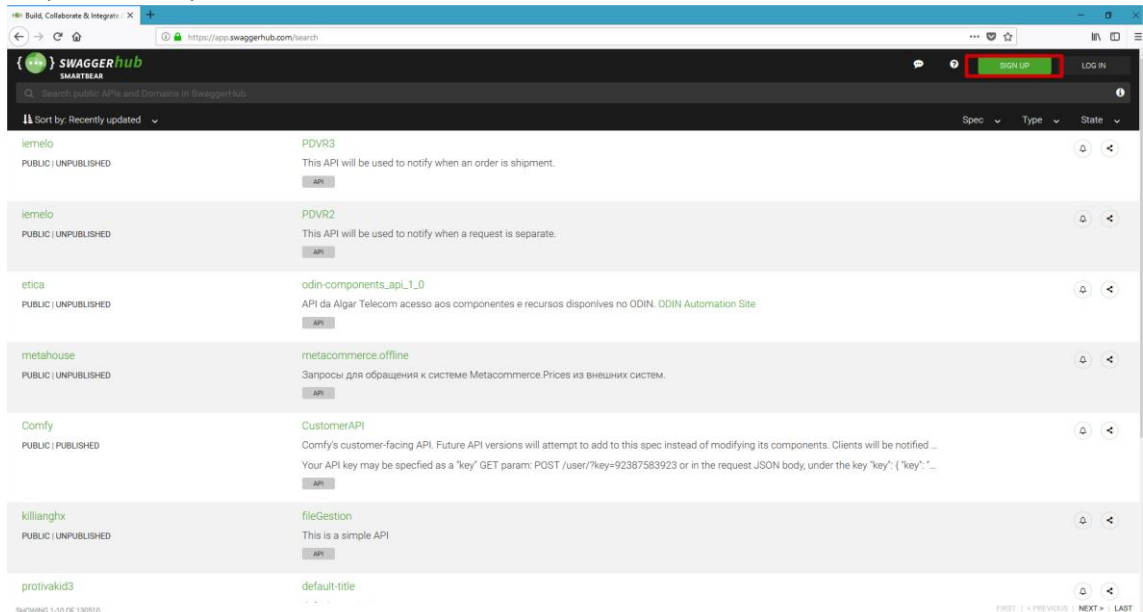 Build, Collaborate & Integrate
https://app.swaggerhub.com/search
{ } SWAGGERhub
SMARTBEAR
SIGN UP
LOG IN
Search public APIs and Domains in SwaggerHub
Sort by: Recently updated
Spec
Type
State
iemelo
PUBLIC | UNPUBLISHED
PDVR3
This API will be used to notify when an order is shipment.
API
iemelo
PUBLIC | UNPUBLISHED
PDVR2
This API will be used to notify when a request is separate.
API
etica
PUBLIC | UNPUBLISHED
odin-components_api_1_0
API da Algar Telecom acesso aos componentes e recursos disponíves no ODIN. ODIN Automation Site
API
metahouse
PUBLIC | UNPUBLISHED
metacommerce.offline
Запросы для обращения к системе Metacommerce.Prices из внешних систем.
API
Comfy
PUBLIC | PUBLISHED
CustomerAPI
Comfy's customer-facing API. Future API versions will attempt to add to this spec instead of modifying its components. Clients will be notified ...
Your API key may be specfied as a "key" GET param: POST /user/?key=92387583923 or in the request JSON body, under the key "key": { "key": "...
API
killianghx
PUBLIC | UNPUBLISHED
fileGestion
This is a simple API
API
protivakid3
default-title
SHOWING 1-10 OF 130510
FIRST | < PREVIOUS | NEXT > | LAST